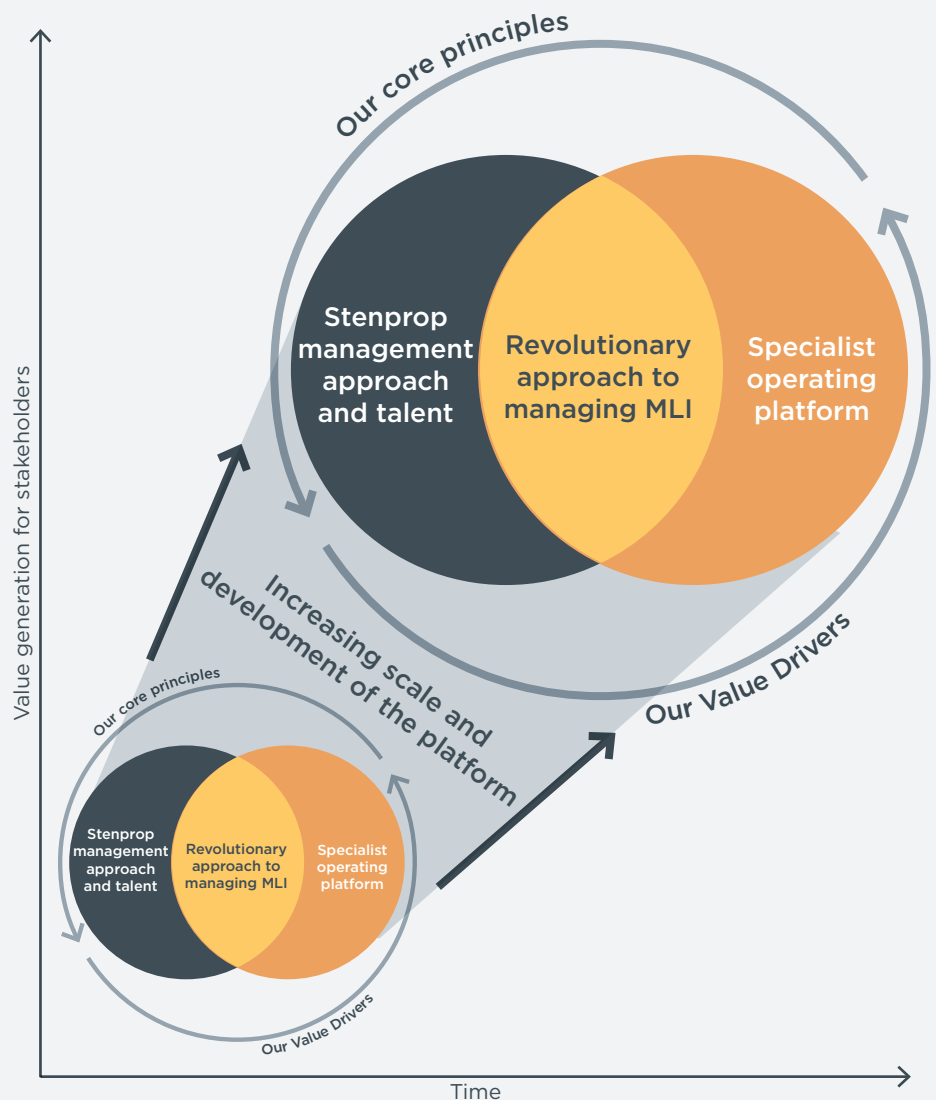 Value generation for stakeholders
Our core principles
Stenprop
management
approach
and talent
Revolutionary
approach to
managing MLI
Specialist
operating
platform
Our Value Drivers
Increasing scale and
development of the platform
Our core principles
Stenprop
management
approach
and talent
Revolutionary
approach to
managing MLI
Specialist
operating
platform
Our Value Drivers
Time